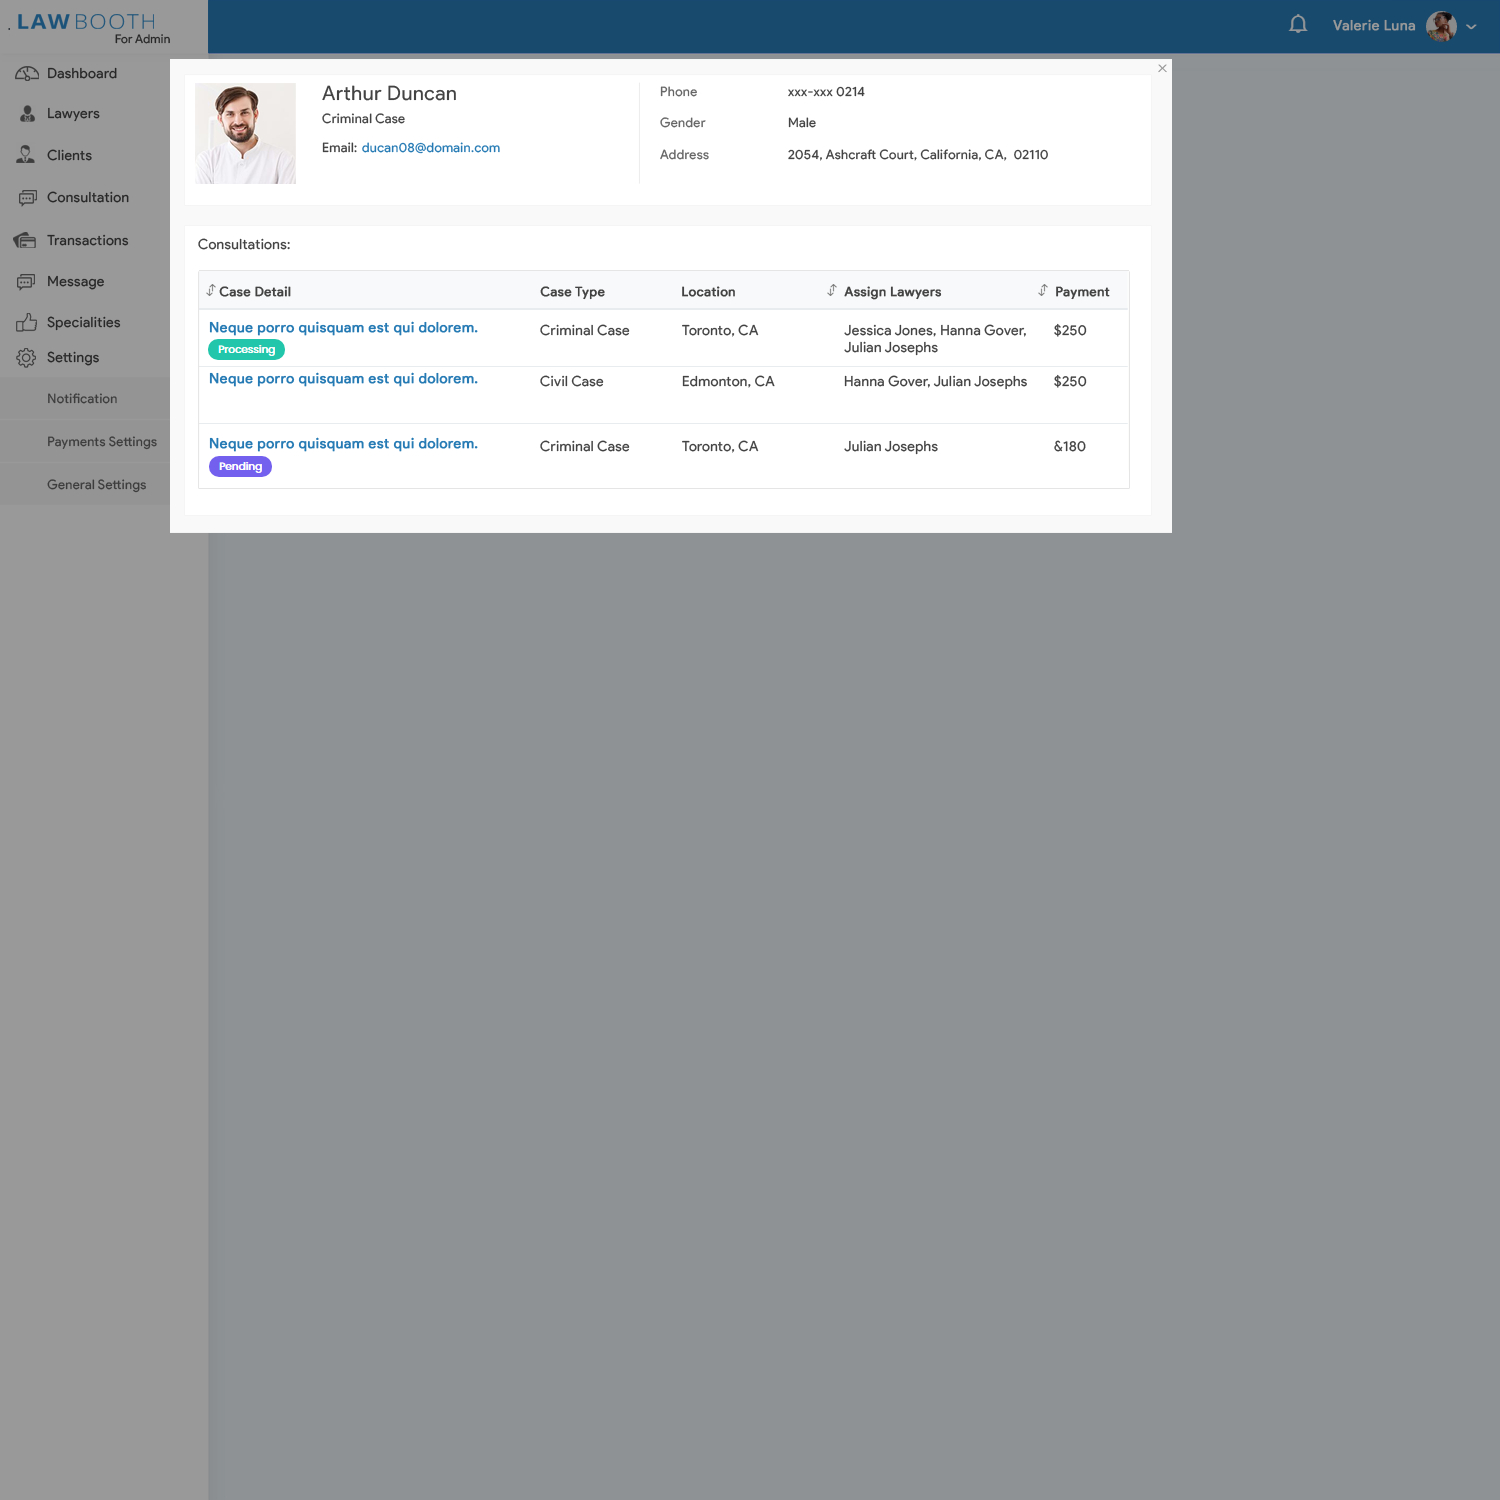 LAWBOOTH
For Admin
Valerie Luna
Dashboard
Lawyers
Clients
Consultation
Transactions
Message
Specialities
Settings
Notification
Payments Settings
General Settings
Arthur Duncan
Criminal Case
Email: ducan08@domain.com
Phone xxx-xxx 0214
Gender Male
Address 2054, Ashcraft Court, California, CA, 02110
Consultations:
Case Detail Case Type Location Assign Lawyers Payment
Neque porro quisquam est qui dolorem. Criminal Case Toronto, CA Jessica Jones, Hanna Gover, $250
Processing Julian Josephs
Neque porro quisquam est qui dolorem. Civil Case Edmonton, CA Hanna Gover, Julian Josephs $250
Neque porro quisquam est qui dolorem. Criminal Case Toronto, CA Julian Josephs &180
Pending